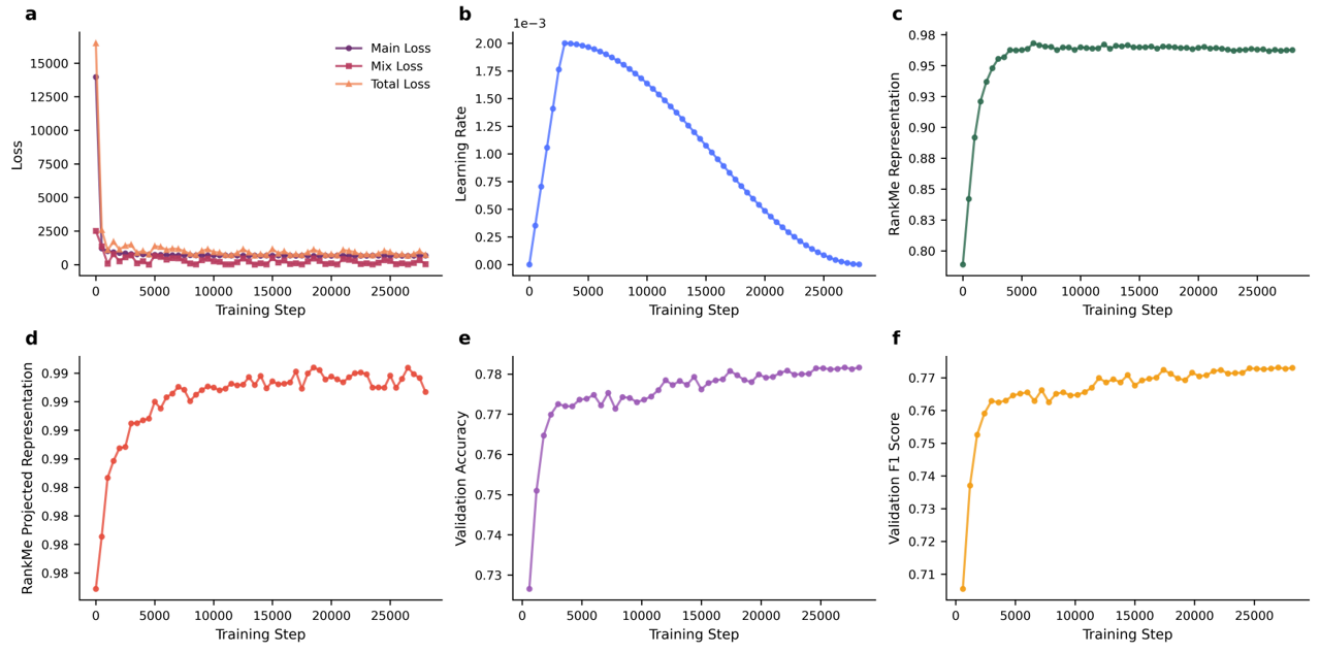 a
Main Loss
Mix Loss
Total Loss
15000
12500
10000
7500
5000
2500
0
Loss
0 5000 10000 15000 20000 25000
Training Step
b
1e−3
2.00
1.75
1.50
1.25
1.00
0.75
0.50
0.25
0.00
Learning Rate
0 5000 10000 15000 20000 25000
Training Step
c
0.98
0.95
0.93
0.90
0.88
0.85
0.83
0.80
RankMe Representation
0 5000 10000 15000 20000 25000
Training Step
d
0.99
0.99
0.99
0.99
0.98
0.98
0.98
0.98
RankMe Projected Representation
0 5000 10000 15000 20000 25000
Training Step
e
0.78
0.77
0.76
0.75
0.74
0.73
Validation Accuracy
0 5000 10000 15000 20000 25000
Training Step
f
0.77
0.76
0.75
0.74
0.73
0.72
0.71
Validation F1 Score
0 5000 10000 15000 20000 25000
Training Step